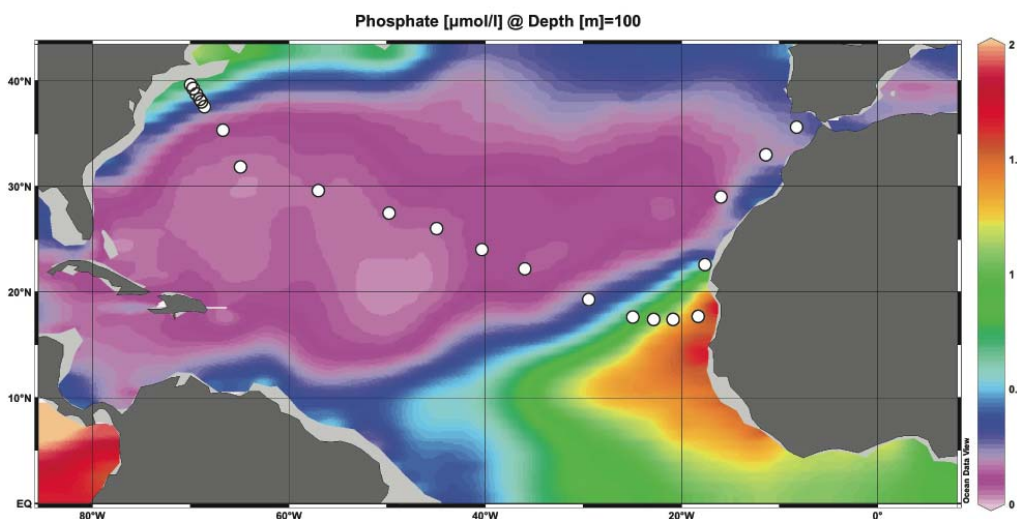 Phosphate [μmol/l] @ Depth [m]=100
40°N
30°N
20°N
10°N
EQ
80°W
60°W
40°W
20°W
0°
2
1.
1
0.
0
Ocean Data View